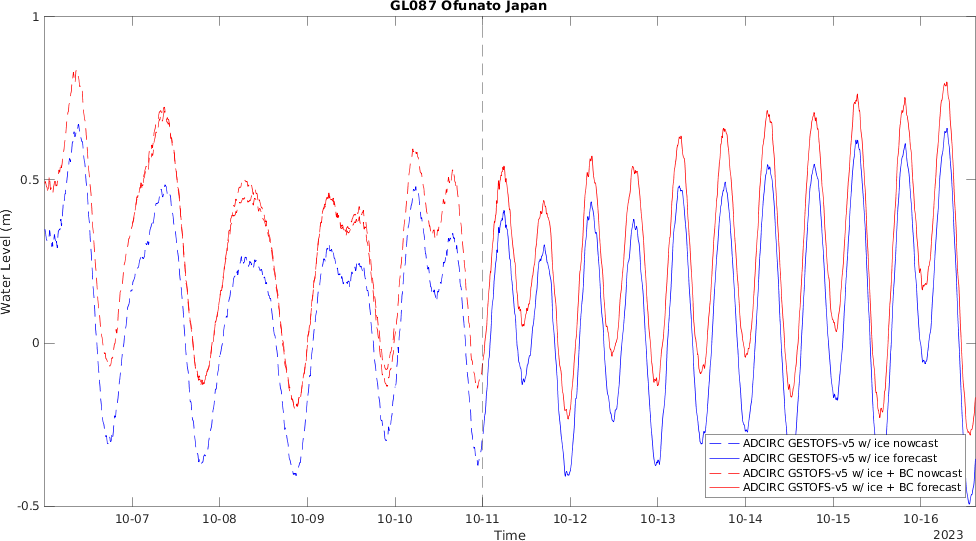 GL087 Ofunato Japan
1
0.5
0
-0.5
Water Level (m)
ADCIRC GESTOFS-v5 w/ ice nowcast
ADCIRC GESTOFS-v5 w/ ice forecast
ADCIRC GSTOFS-v5 w/ ice + BC nowcast
ADCIRC GSTOFS-v5 w/ ice + BC forecast
10-07 10-08 10-09 10-10 10-11 10-12 10-13 10-14 10-15 10-16
Time
2023